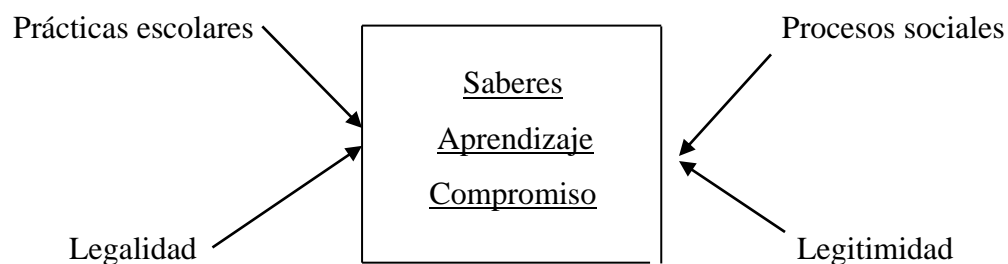 Prácticas escolares
Procesos sociales
Saberes
Aprendizaje
Compromiso
Legalidad
Legitimidad